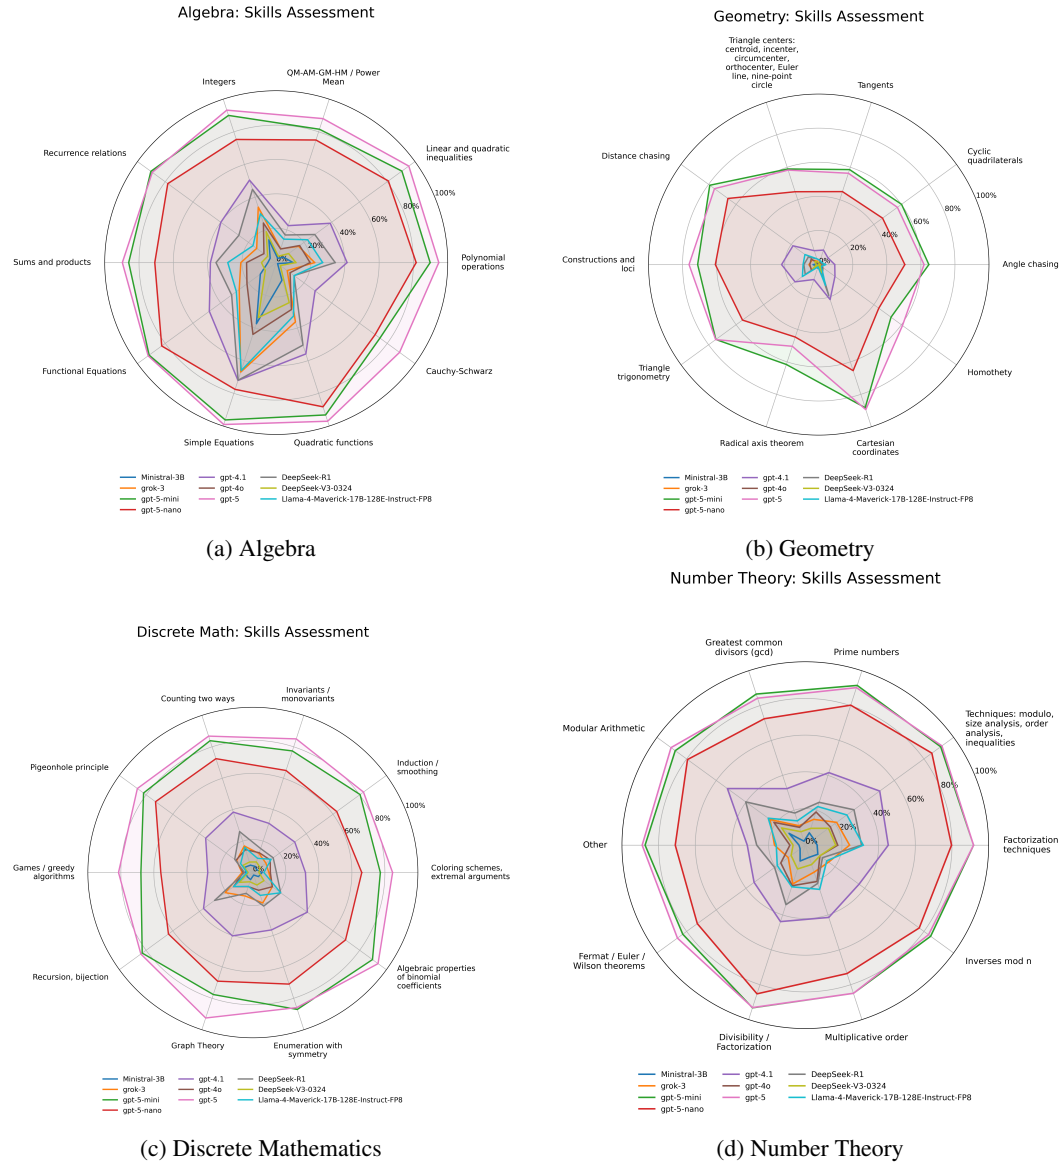 Algebra: Skills Assessment
Integers
QM-AM-GM-HM / Power
Mean
Recurrence relations
Linear and quadratic
inequalities
100%
80%
60%
40%
20%
0%
Sums and products
Polynomial
operations
Functional Equations
Cauchy-Schwarz
Simple Equations
Quadratic functions
Ministral-3B
grok-3
gpt-5-mini
gpt-5-nano
gpt-4.1
gpt-4o
gpt-5
DeepSeek-R1
DeepSeek-V3-0324
Llama-4-Maverick-17B-128E-Instruct-FP8
(a) Algebra
Geometry: Skills Assessment
Triangle centers:
centroid, incenter,
circumcenter,
orthocenter, Euler
line, nine-point
circle
Tangents
Distance chasing
Cyclic
quadrilaterals
100%
80%
60%
40%
20%
0%
Constructions and
loci
Angle chasing
Triangle
trigonometry
Homothety
Radical axis theorem
Cartesian
coordinates
Ministral-3B
grok-3
gpt-5-mini
gpt-5-nano
gpt-4.1
gpt-4o
gpt-5
DeepSeek-R1
DeepSeek-V3-0324
Llama-4-Maverick-17B-128E-Instruct-FP8
(b) Geometry
Discrete Math: Skills Assessment
Counting two ways
Invariants /
monovariants
Pigeonhole principle
Induction /
smoothing
100%
80%
60%
40%
20%
0%
Games / greedy
algorithms
Coloring schemes,
extremal arguments
Recursion, bijection
Algebraic properties
of binomial
coefficients
Graph Theory
Enumeration with
symmetry
Ministral-3B
grok-3
gpt-5-mini
gpt-5-nano
gpt-4.1
gpt-4o
gpt-5
DeepSeek-R1
DeepSeek-V3-0324
Llama-4-Maverick-17B-128E-Instruct-FP8
(c) Discrete Mathematics
Number Theory: Skills Assessment
Greatest common
divisors (gcd)
Prime numbers
Modular Arithmetic
Techniques: modulo,
size analysis, order
analysis,
inequalities
100%
80%
60%
40%
20%
0%
Other
Factorization
techniques
Fermat / Euler /
Wilson theorems
Inverses mod n
Divisibility /
Factorization
Multiplicative order
Ministral-3B
grok-3
gpt-5-mini
gpt-5-nano
gpt-4.1
gpt-4o
gpt-5
DeepSeek-R1
DeepSeek-V3-0324
Llama-4-Maverick-17B-128E-Instruct-FP8
(d) Number Theory